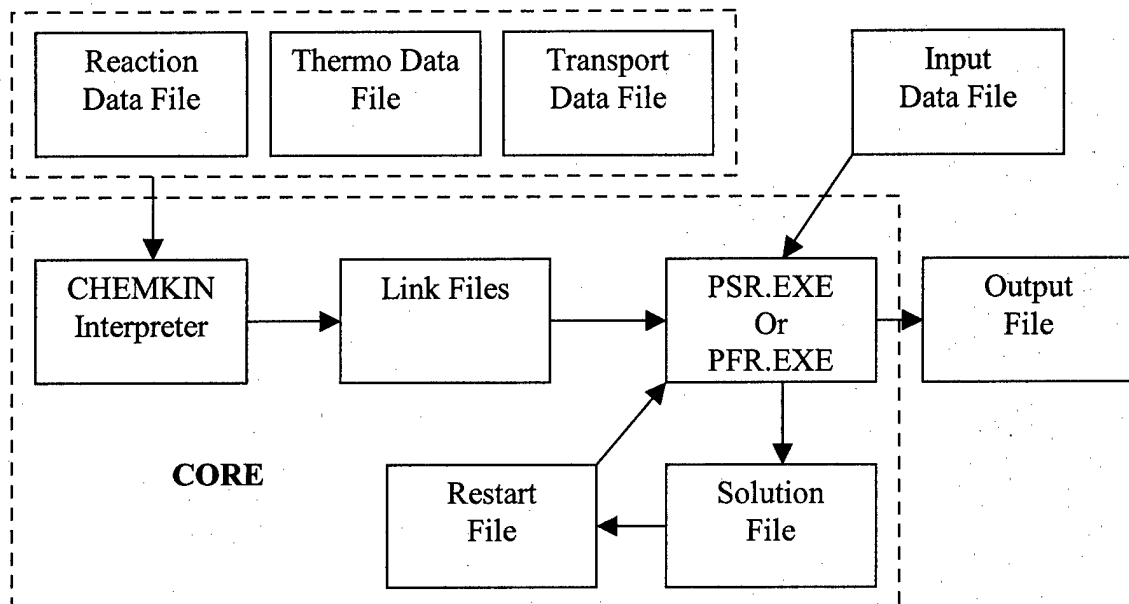 Reaction
Data File
Thermo Data
File
Transport
Data File
Input
Data File
CHEMKIN
Interpreter
Link Files
PSR.EXE
Or
PFR.EXE
Output
File
CORE
Restart
File
Solution
File